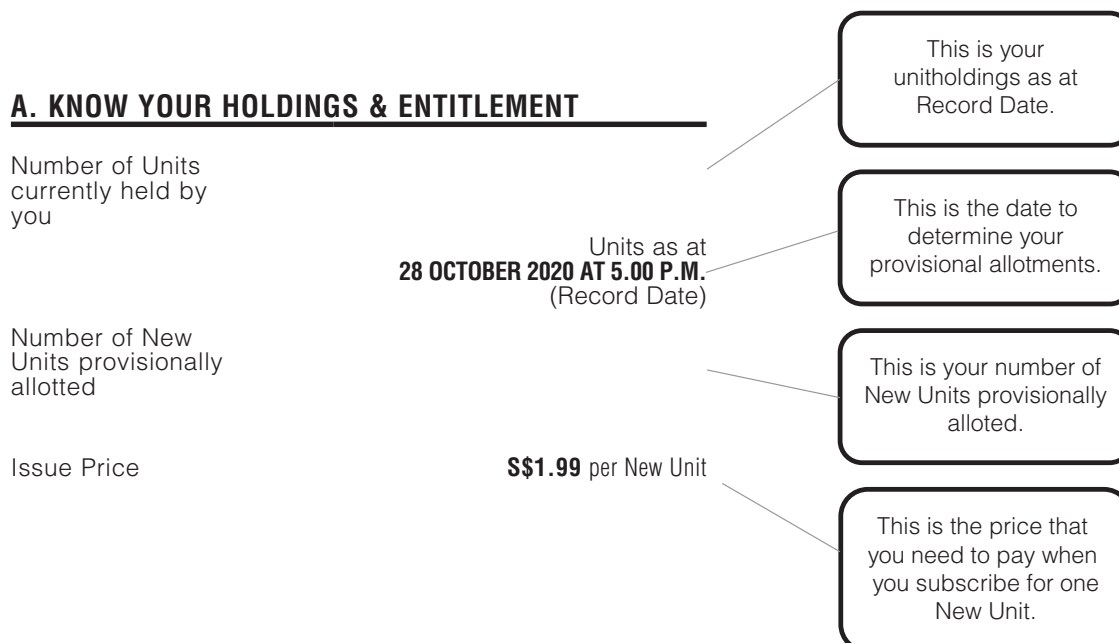 A. KNOW YOUR HOLDINGS & ENTITLEMENT
Number of Units
currently held by
you
Units as at
28 OCTOBER 2020 AT 5.00 P.M.
(Record Date)
Number of New
Units provisionally
allotted
Issue Price
S$1.99 per New Unit
This is your
unitholdings as at
Record Date.
This is the date to
determine your
provisional allotments.
This is your number of
New Units provisionally
alloted.
This is the price that
you need to pay when
you subscribe for one
New Unit.